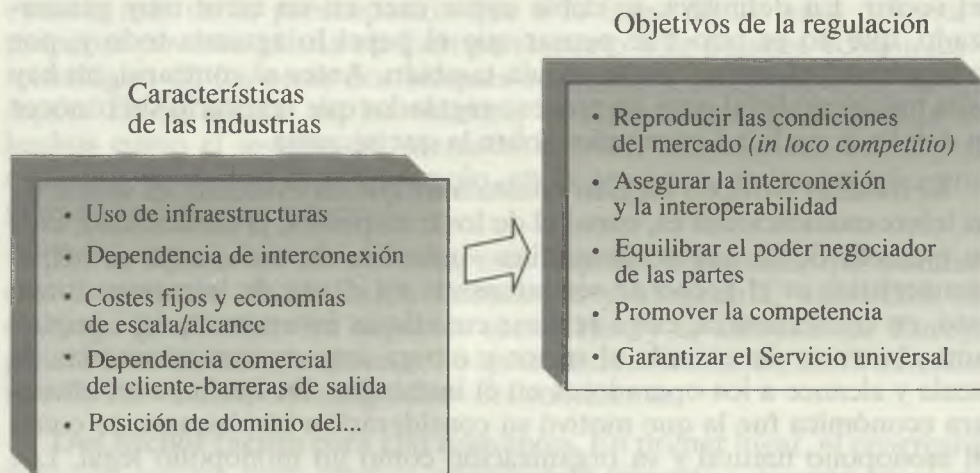 Características
de las industrias
• Uso de infraestructuras
• Dependencia de interconexión
• Costes fijos y economías
de escala/alcance
• Dependencia comercial
del cliente-barreras de salida
• Posición de dominio del...
Objetivos de la regulación
• Reproducir las condiciones
del mercado (in loco competitio)
• Asegurar la interconexión
y la interoperabilidad
• Equilibrar el poder negociador
de las partes
• Promover la competencia
• Garantizar el Servicio universal